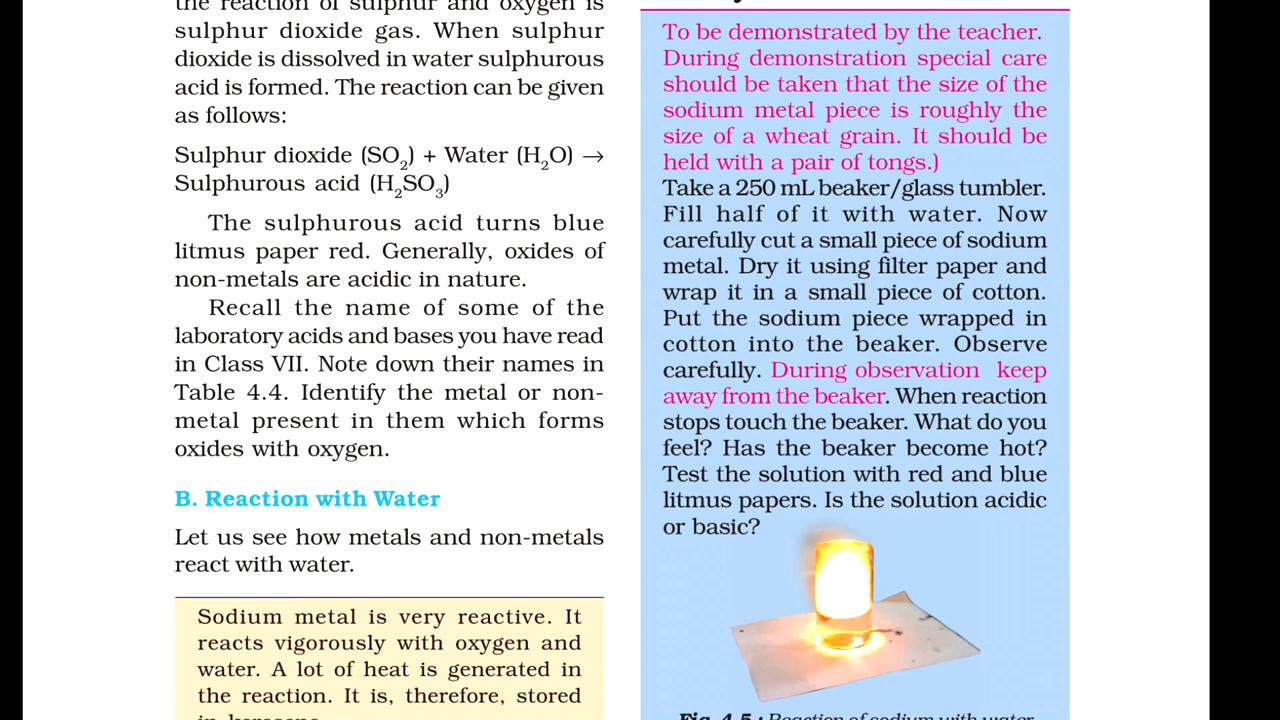 the reaction of sulphur and oxygen is
sulphur dioxide gas. When sulphur
dioxide is dissolved in water sulphurous
acid is formed. The reaction can be given
as follows:
Sulphur dioxide (SO₂) + Water (H₂O) →
Sulphurous acid (H₂SO₃)
The sulphurous acid turns blue
litmus paper red. Generally, oxides of
non-metals are acidic in nature.
Recall the name of some of the
laboratory acids and bases you have read
in Class VII. Note down their names in
Table 4.4. Identify the metal or non-
metal present in them which forms
oxides with oxygen.
B. Reaction with Water
Let us see how metals and non-metals
react with water.
Sodium metal is very reactive. It
reacts vigorously with oxygen and
water. A lot of heat is generated in
the reaction. It is, therefore, stored
in kerosene.
To be demonstrated by the teacher.
During demonstration special care
should be taken that the size of the
sodium metal piece is roughly the
size of a wheat grain. It should be
held with a pair of tongs.)
Take a 250 mL beaker/glass tumbler.
Fill half of it with water. Now
carefully cut a small piece of sodium
metal. Dry it using filter paper and
wrap it in a small piece of cotton.
Put the sodium piece wrapped in
cotton into the beaker. Observe
carefully. During observation keep
away from the beaker. When reaction
stops touch the beaker. What do you
feel? Has the beaker become hot?
Test the solution with red and blue
litmus papers. Is the solution acidic
or basic?
Fig. 4.5 : Reaction of sodium with water